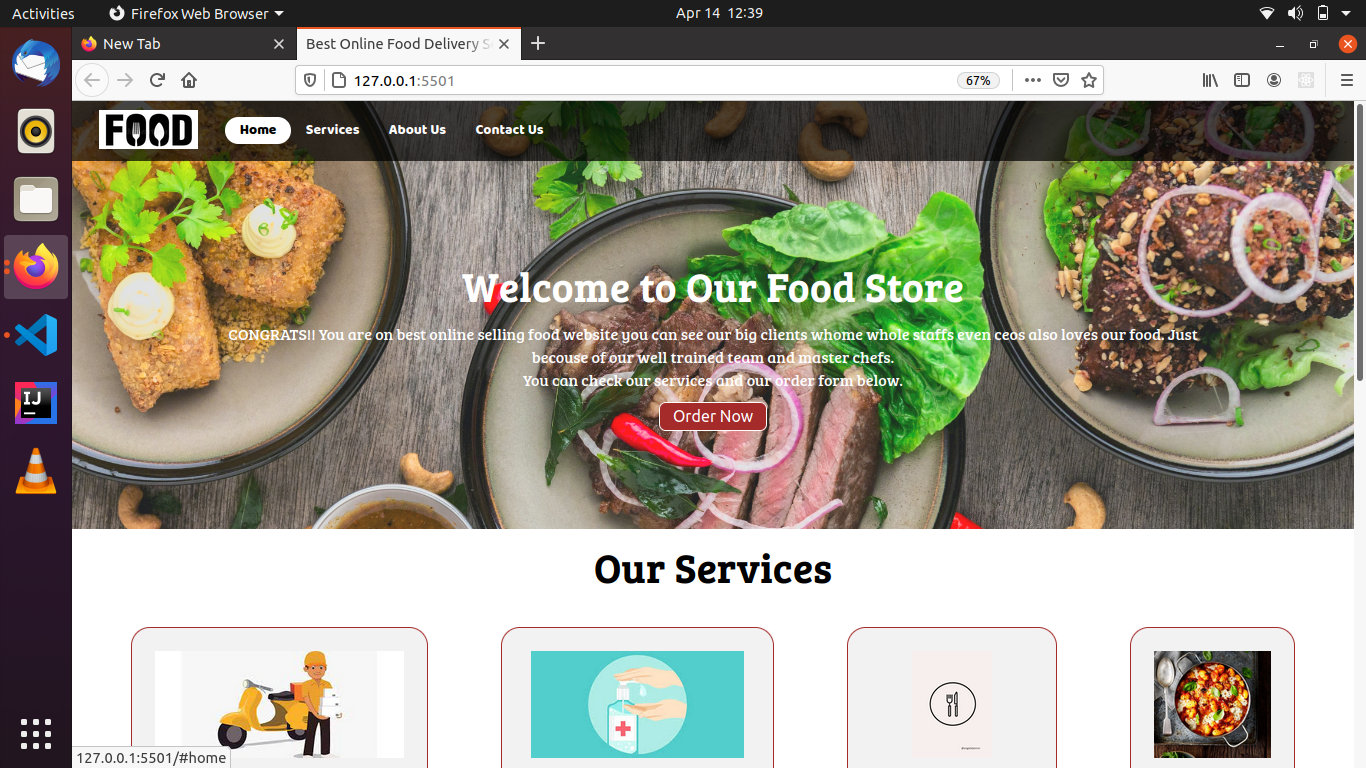 Activities
Firefox Web Browser
Apr 14 12:39
New Tab
Best Online Food Delivery S
127.0.0.1:5501
67%
FOOD
Home
Services
About Us
Contact Us
Welcome to Our Food Store
CONGRATS!! You are on best online selling food website you can see our big clients whome whole staffs even ceos also loves our food. Just
becouse of our well trained team and master chefs.
You can check our services and our order form below.
Order Now
Our Services
IJ
127.0.0.1:5501/#home